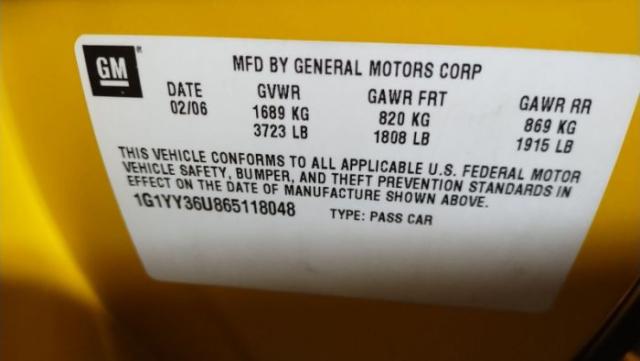 GM
MFD BY GENERAL MOTORS CORP
DATE GVWR GAWR FRT GAWR RR
02/06 1689 KG 820 KG 869 KG
3723 LB 1808 LB 1915 LB
THIS VEHICLE CONFORMS TO ALL APPLICABLE U.S. FEDERAL MOTOR
VEHICLE SAFETY, BUMPER, AND THEFT PREVENTION STANDARDS IN
EFFECT ON THE DATE OF MANUFACTURE SHOWN ABOVE.
1G1YY36U865118048 TYPE: PASS CAR